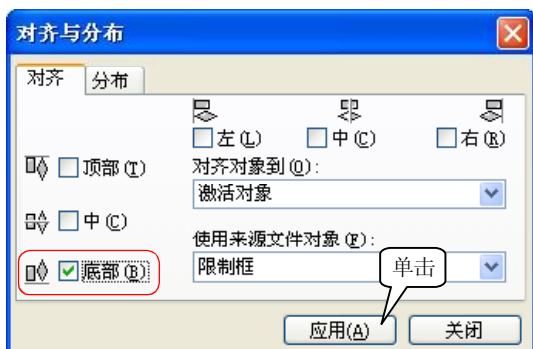 对齐与分布
对齐 分布
左(L) 中(C) 右(R)
顶部(T) 对齐对象到(O):
激活对象
中(C)
使用来源文件对象(F):
底部(B) 限制框 单击
应用(A) 关闭